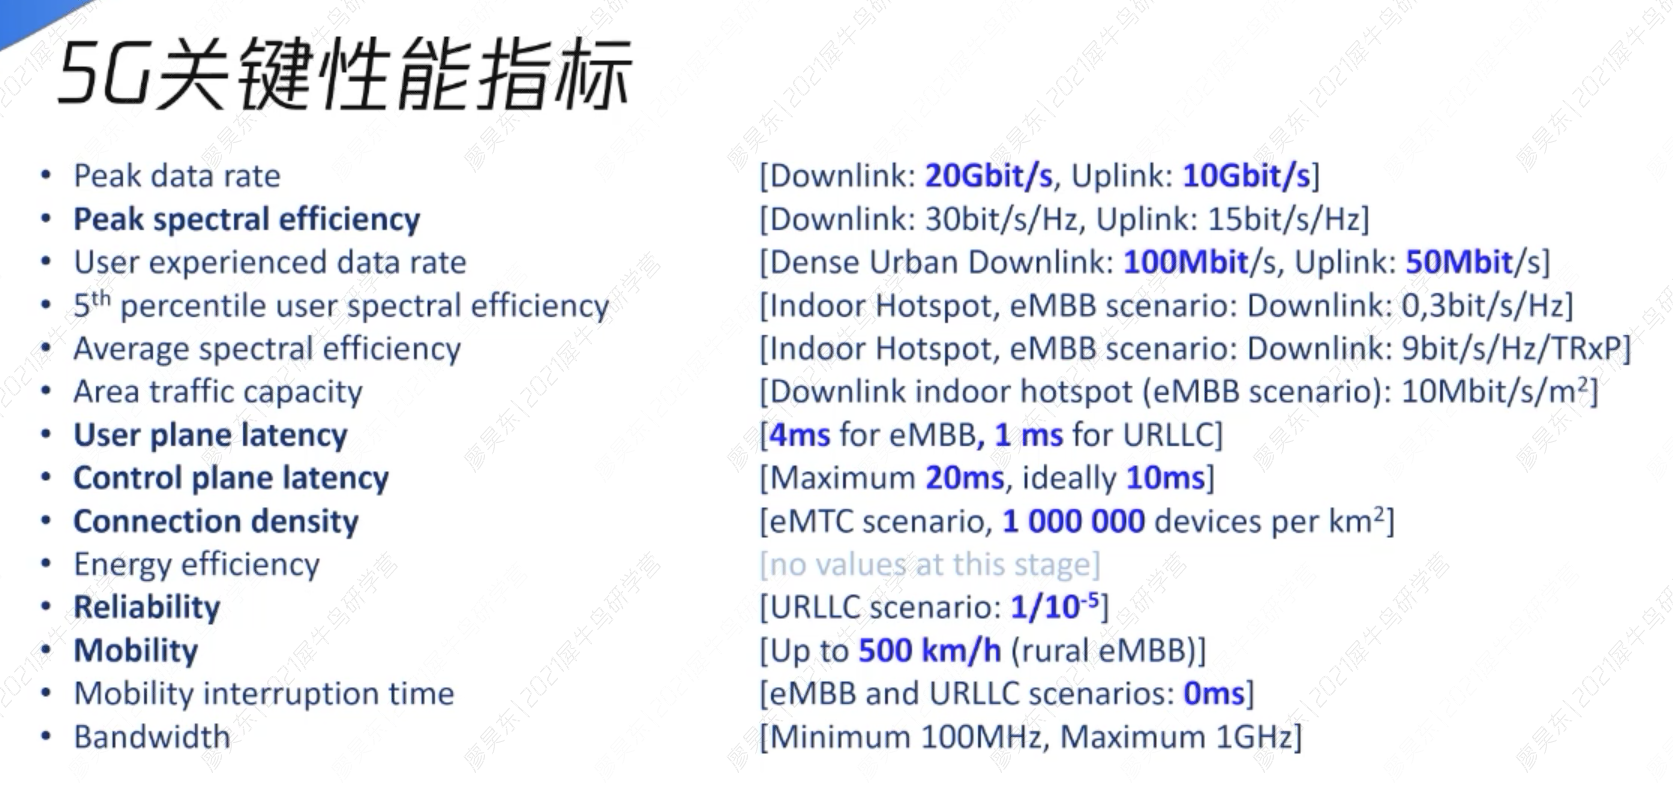 5G关键性能指标
• Peak data rate [Downlink: 20Gbit/s, Uplink: 10Gbit/s]
• Peak spectral efficiency [Downlink: 30bit/s/Hz, Uplink: 15bit/s/Hz]
• User experienced data rate [Dense Urban Downlink: 100Mbit/s, Uplink: 50Mbit/s]
• 5th percentile user spectral efficiency [Indoor Hotspot, eMBB scenario: Downlink: 0,3bit/s/Hz]
• Average spectral efficiency [Indoor Hotspot, eMBB scenario: Downlink: 9bit/s/Hz/TRxP]
• Area traffic capacity [Downlink indoor hotspot (eMBB scenario): 10Mbit/s/m²]
• User plane latency [4ms for eMBB, 1 ms for URLLC]
• Control plane latency [Maximum 20ms, ideally 10ms]
• Connection density [eMTC scenario, 1 000 000 devices per km²]
• Energy efficiency [no values at this stage]
• Reliability [URLLC scenario: 1/10⁻⁵]
• Mobility [Up to 500 km/h (rural eMBB)]
• Mobility interruption time [eMBB and URLLC scenarios: 0ms]
• Bandwidth [Minimum 100MHz, Maximum 1GHz]
廖昊东|2021犀牛鸟研学营